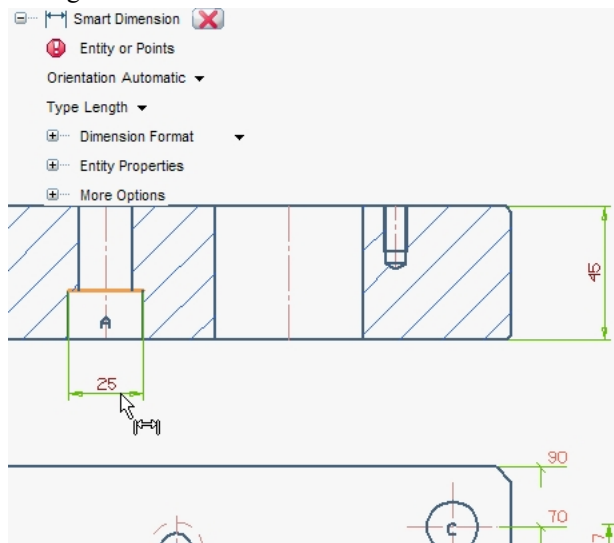 Smart Dimension
Entity or Points
Orientation Automatic
Type Length
Dimension Format
Entity Properties
More Options
45
A
25
90
70
C